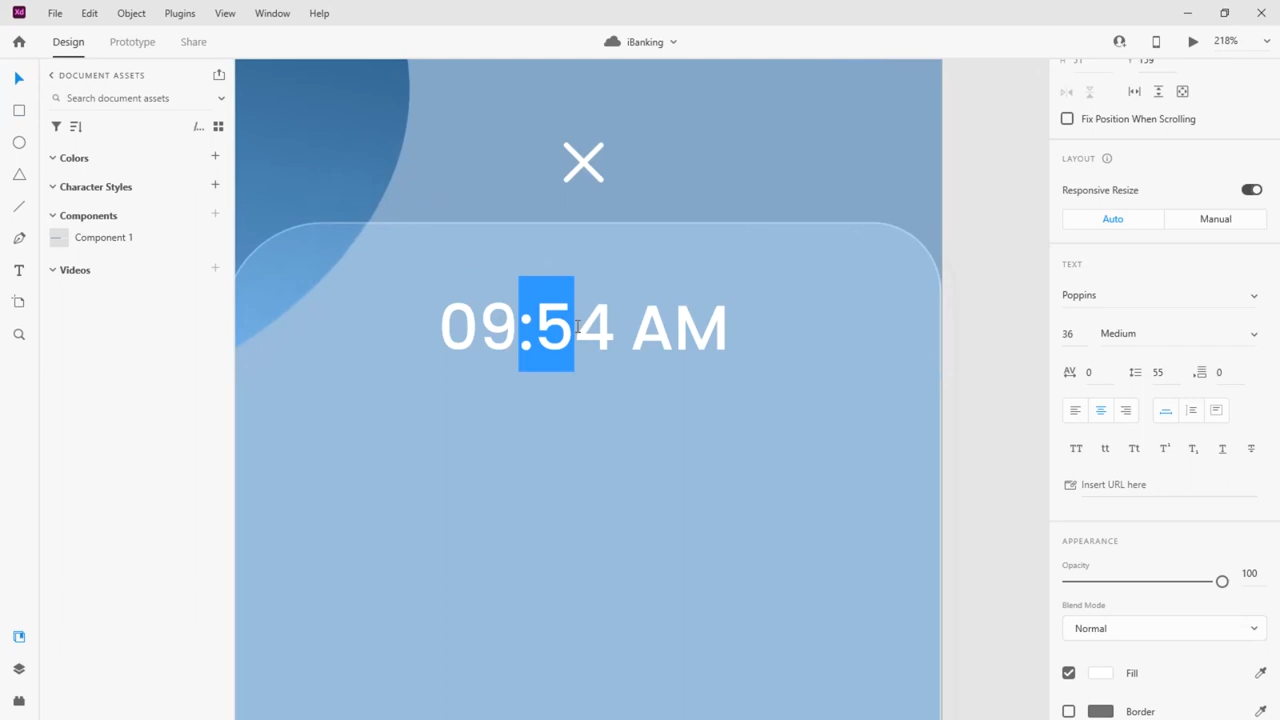 Xd File Edit Object Plugins View Window Help
Design Prototype Share iBanking 218%
DOCUMENT ASSETS
Search document assets
Colors
Character Styles
Components
Component 1
Videos
09:54 AM
Fix Position When Scrolling
LAYOUT
Responsive Resize
Auto Manual
TEXT
Poppins
36 Medium
AV 0 55 0
TT tt Tt T¹ T₁ T T
Insert URL here
APPEARANCE
Opacity
100
Blend Mode
Normal
Fill
Border